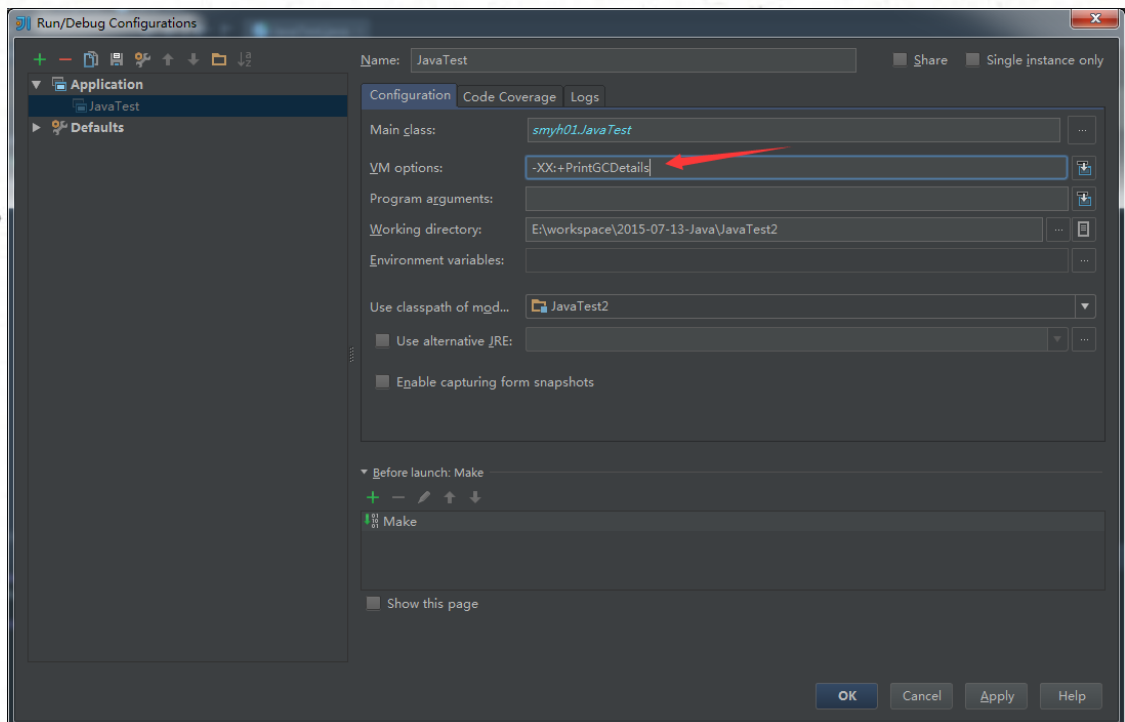 Run/Debug Configurations
Name: JavaTest
Share
Single instance only
Application
JavaTest
Defaults
Configuration Code Coverage Logs
Main class: smyh01.JavaTest
VM options: -XX:+PrintGCDetails
Program arguments:
Working directory: E:\workspace\2015-07-13-Java\JavaTest2
Environment variables:
Use classpath of mod... JavaTest2
Use alternative JRE:
Enable capturing form snapshots
Before launch: Make
Make
Show this page
OK Cancel Apply Help